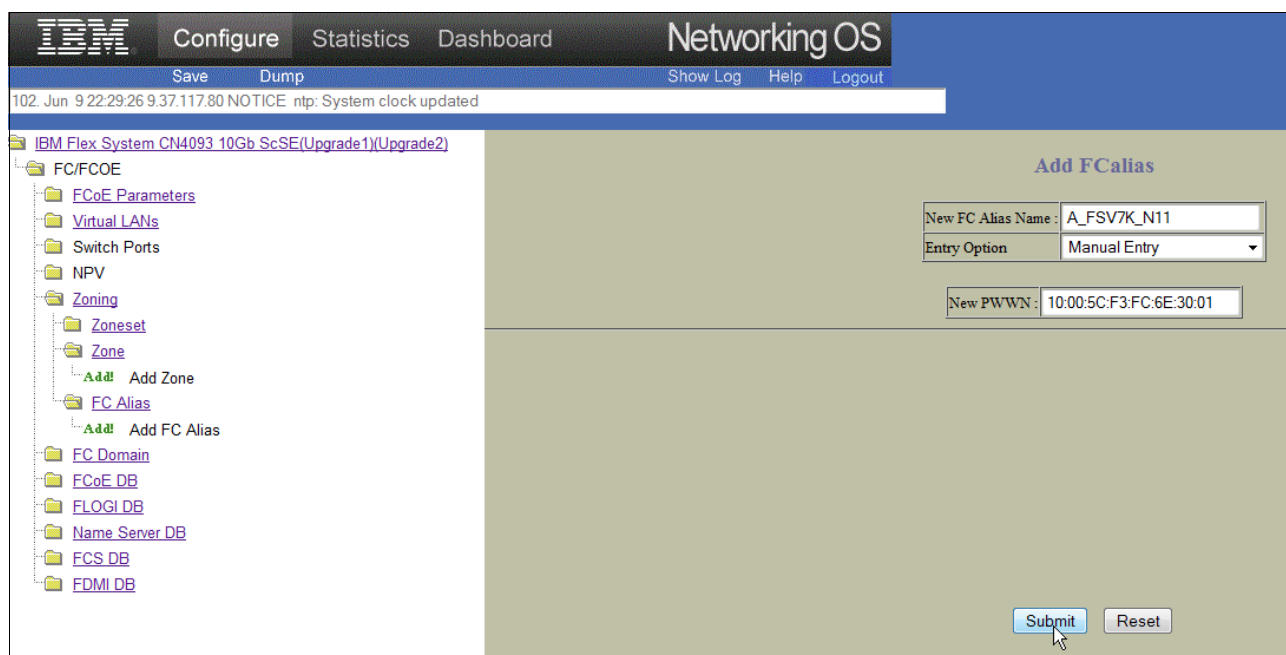 IBM Configure Statistics Dashboard Networking OS
Save Dump Show Log Help Logout
102. Jun 9 22:29:26 9.37.117.80 NOTICE ntp: System clock updated
IBM Flex System CN4093 10Gb ScSE(Upgrade1)(Upgrade2)
FC/FCOE
FCoE Parameters
Virtual LANs
Switch Ports
NPV
Zoning
Zoneset
Zone
Add! Add Zone
FC Alias
Add! Add FC Alias
FC Domain
FCoE DB
FLOGI DB
Name Server DB
FCS DB
FDMI DB
Add FCalias
New FC Alias Name : A_FSV7K_N11
Entry Option Manual Entry
New PWWN : 10:00:5C:F3:FC:6E:30:01
Submit Reset